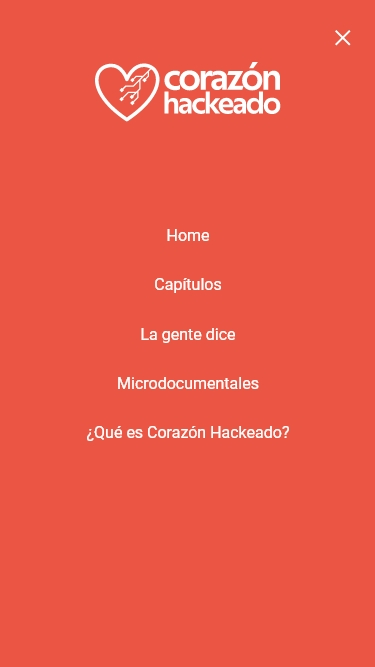 corazón
hackeado
Home
Capítulos
La gente dice
Microdocumentales
¿Qué es Corazón Hackeado?